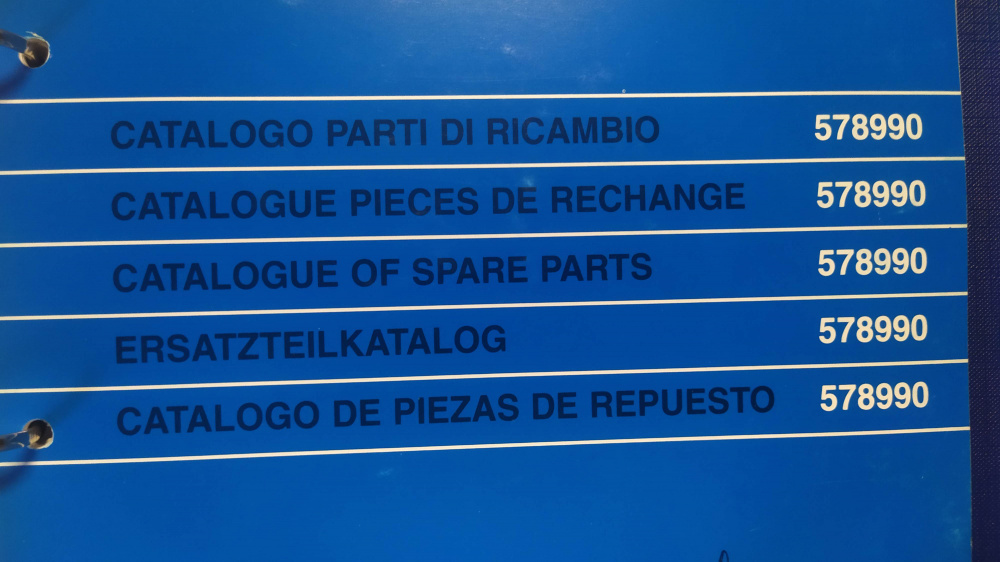 CATALOGO PARTI DI RICAMBIO 578990
CATALOGUE PIECES DE RECHANGE 578990
CATALOGUE OF SPARE PARTS 578990
ERSATZTEILKATALOG 578990
CATALOGO DE PIEZAS DE REPUESTO 578990